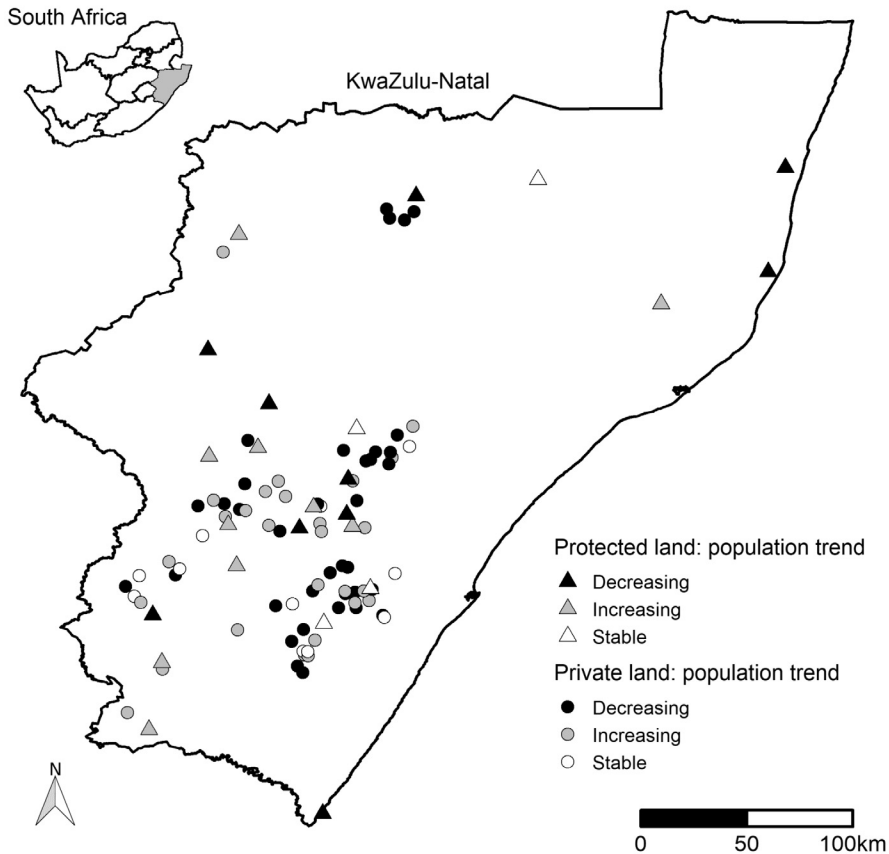 South Africa
KwaZulu-Natal
Protected land: population trend
Decreasing
Increasing
Stable
Private land: population trend
Decreasing
Increasing
Stable
N
0 50 100km